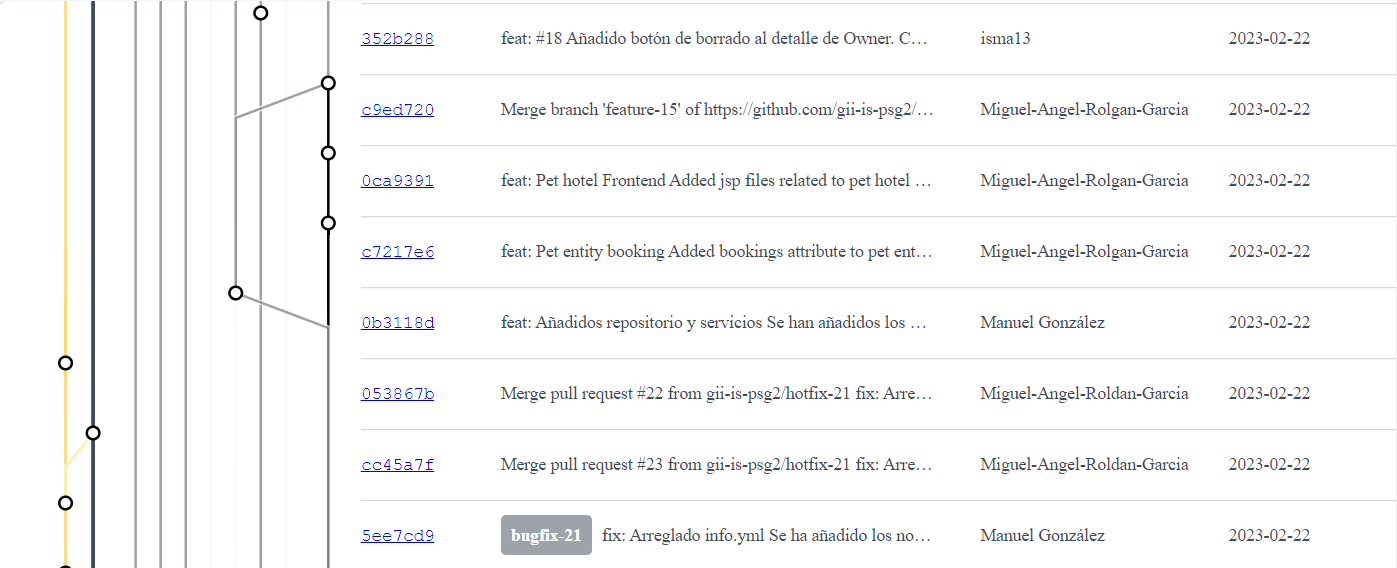 352b288 feat: #18 Añadido botón de borrado al detalle de Owner. C… isma13 2023-02-22
c9ed720 Merge branch 'feature-15' of https://github.com/gii-is-psg2/… Miguel-Angel-Rolgan-Garcia 2023-02-22
0ca9391 feat: Pet hotel Frontend Added jsp files related to pet hotel … Miguel-Angel-Rolgan-Garcia 2023-02-22
c7217e6 feat: Pet entity booking Added bookings attribute to pet ent… Miguel-Angel-Rolgan-Garcia 2023-02-22
0b3118d feat: Añadidos repositorio y servicios Se han añadidos los … Manuel González 2023-02-22
053867b Merge pull request #22 from gii-is-psg2/hotfix-21 fix: Arre… Miguel-Angel-Roldan-Garcia 2023-02-22
cc45a7f Merge pull request #23 from gii-is-psg2/hotfix-21 fix: Arre… Miguel-Angel-Roldan-Garcia 2023-02-22
5ee7cd9 bugfix-21 fix: Arreglado info.yml Se ha añadido los no… Manuel González 2023-02-22